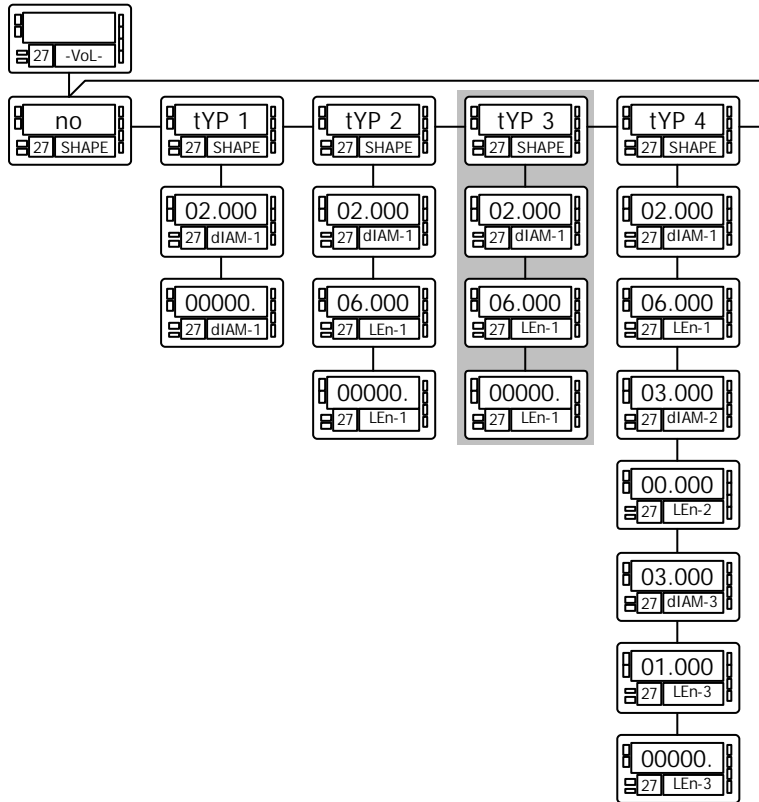 27 -VoL-
no
27 SHAPE
tYP 1
27 SHAPE
02.000
27 dIAM-1
00000.
27 dIAM-1
tYP 2
27 SHAPE
02.000
27 dIAM-1
06.000
27 LEn-1
00000.
27 LEn-1
tYP 3
27 SHAPE
02.000
27 dIAM-1
06.000
27 LEn-1
00000.
27 LEn-1
tYP 4
27 SHAPE
02.000
27 dIAM-1
06.000
27 LEn-1
03.000
27 dIAM-2
00.000
27 LEn-2
03.000
27 dIAM-3
01.000
27 LEn-3
00000.
27 LEn-3